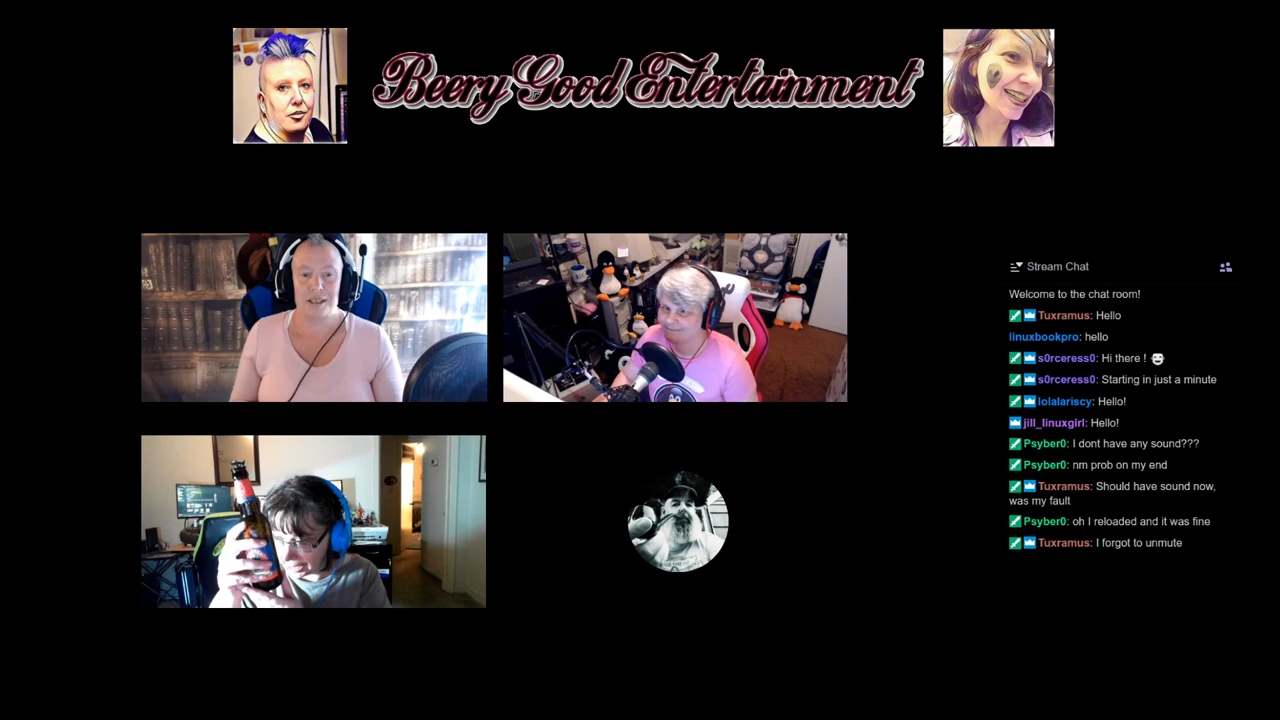 Beery Good Entertainment
Stream Chat
Welcome to the chat room!
Tuxramus: Hello
linuxbookpro: hello
s0rceress0: Hi there !
s0rceress0: Starting in just a minute
lolalariscy: Hello!
jill_linuxgirl: Hello!
Psyber0: I dont have any sound???
Psyber0: nm prob on my end
Tuxramus: Should have sound now,
was my fault
Psyber0: oh I reloaded and it was fine
Tuxramus: I forgot to unmute